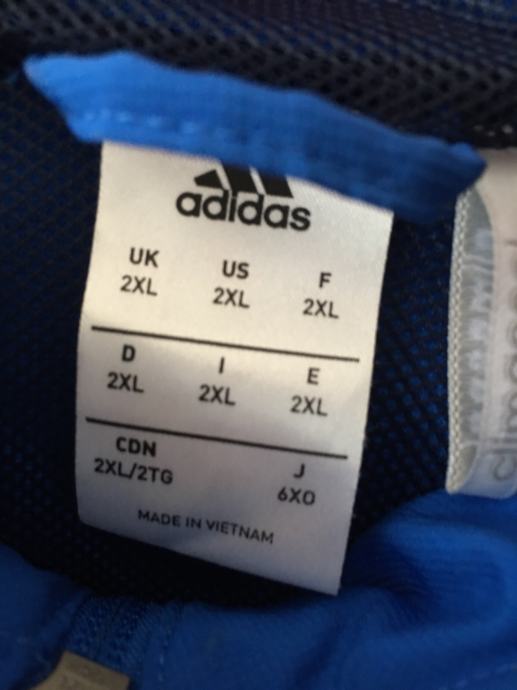 adidas
UK US F
2XL 2XL 2XL
D I E
2XL 2XL 2XL
CDN J
2XL/2TG 6XO
MADE IN VIETNAM